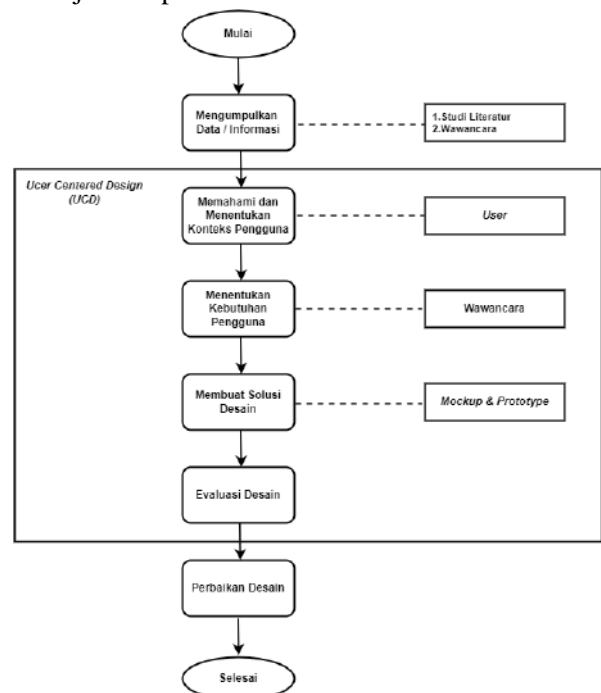 Mulai
Mengumpulkan
Data / Informasi
1.Studi Literatur
2.Wawancara
Ucer Centered Design
(UCD)
Memahami dan
Menentukan
Konteks Pengguna
User
Menentukan
Kebutuhan
Pengguna
Wawancara
Membuat Solusi
Desain
Mockup & Prototype
Evaluasi Desain
Perbaikan Desain
Selesai